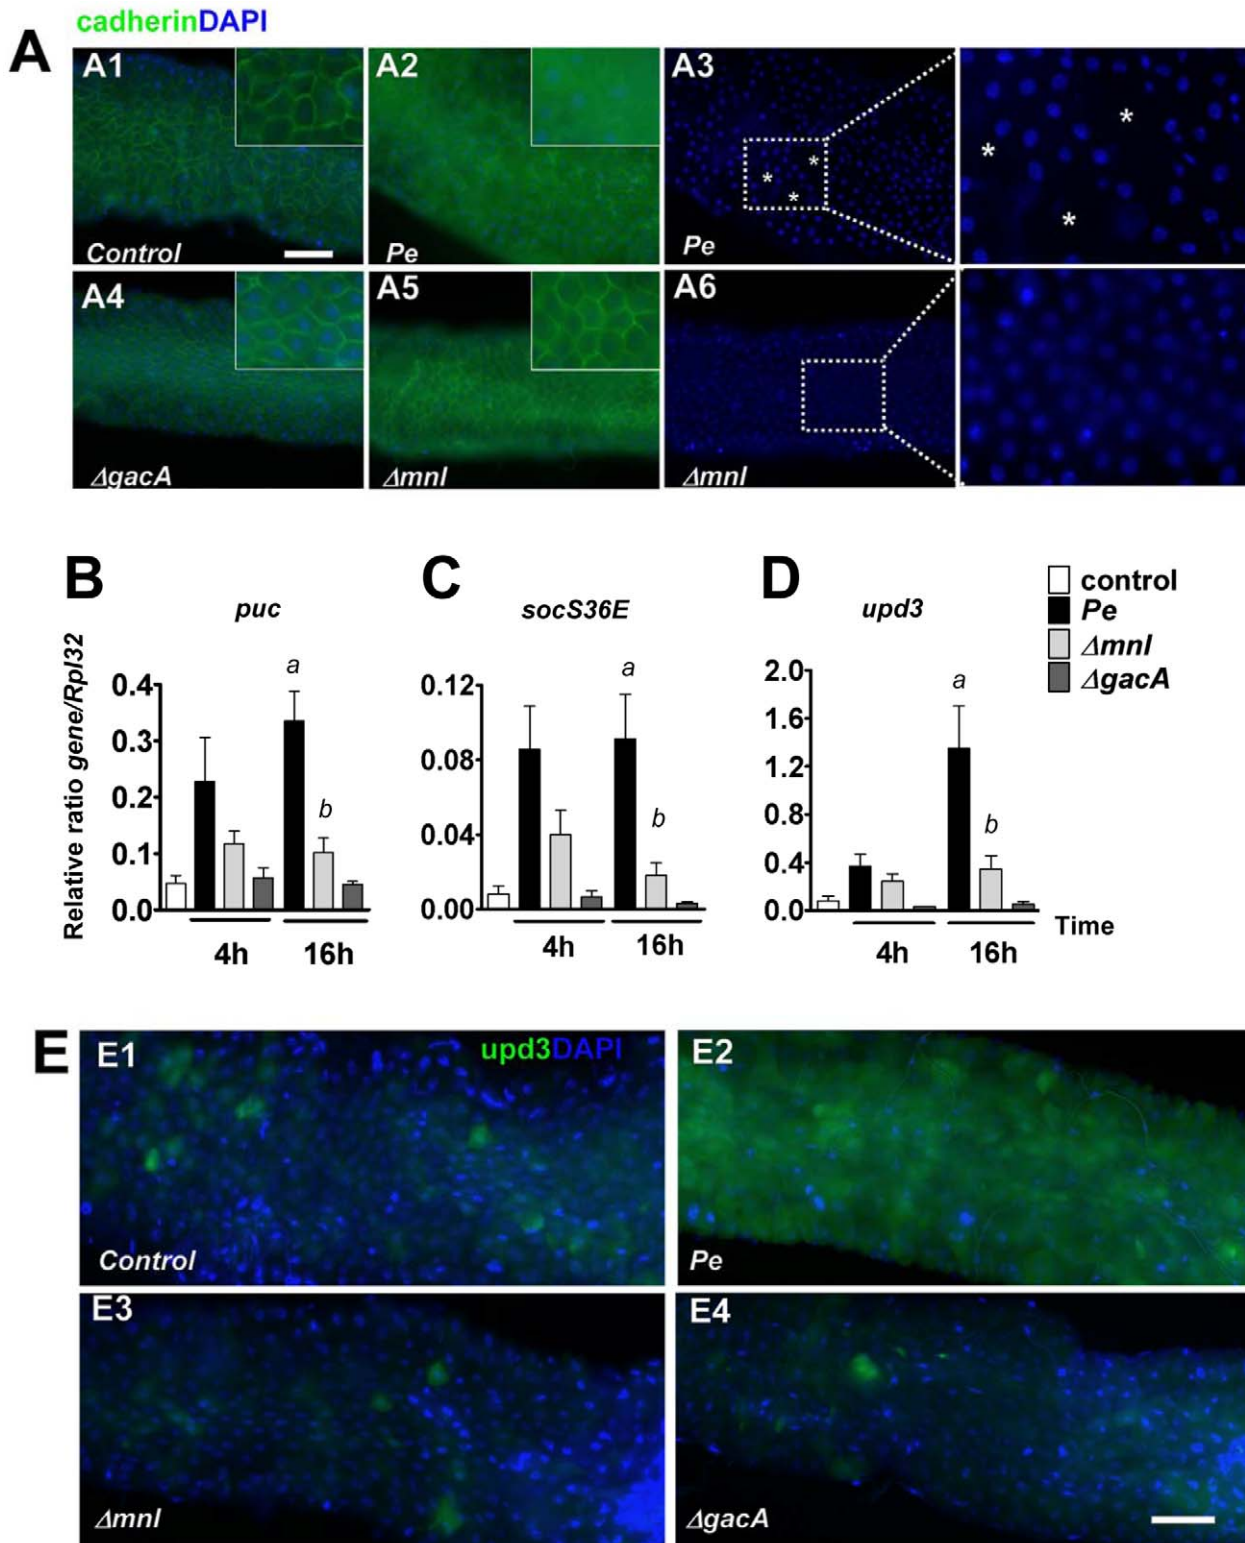 cadherinDAPI
A
A1
Control
A2
Pe
A3
*
*
*
Pe
*
*
*
A4
ΔgacA
A5
Δmnl
A6
Δmnl
B
puc
Relative ratio gene/Rpl32
0.4
0.3
0.2
0.1
0.0
a
b
4h
16h
C
socS36E
0.12
0.08
0.04
0.00
a
b
4h
16h
D
upd3
2.0
1.6
1.2
0.8
0.4
0.0
a
b
4h
16h
Time
control
Pe
Δmnl
ΔgacA
E
E1
upd3DAPI
Control
E2
Pe
E3
Δmnl
E4
ΔgacA